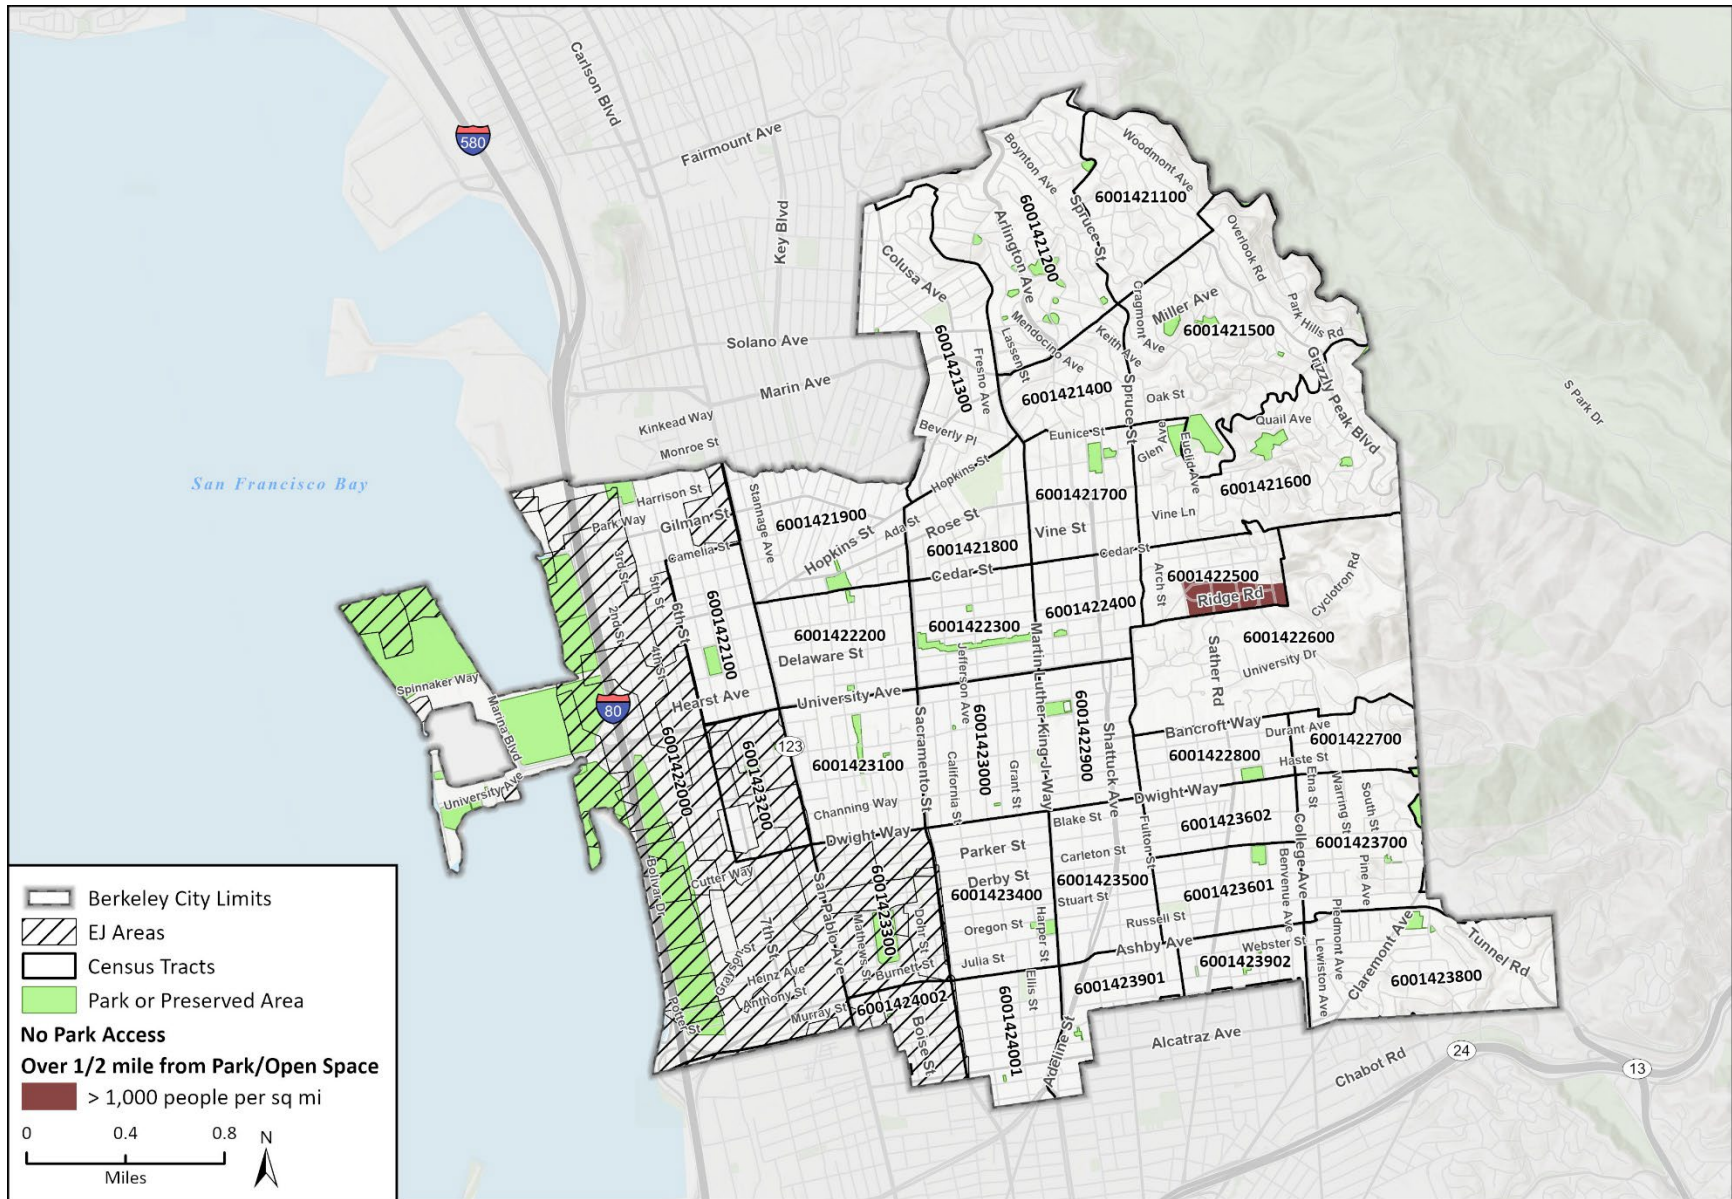 Carlson Blvd
580
Fairmount Ave
Key Blvd
Solano Ave
Marin Ave
Kinkead Way
Monroe St
San Francisco Bay
Boynton Ave
Woodmont Ave
6001421100
6001421200
Spruce St
Arlington Ave
Colusa Ave
Overlook Rd
Cragmont Ave
Miller Ave
6001421500
Park Hills Rd
Mendocino Ave
Keith Ave
Lassen St
Fresno Ave
6001421300
Grizzly Peak Blvd
S Park Dr
6001421400
Spruce St
Oak St
Beverly Pl
Eunice St
Glen Ave
Euclid Ave
Quail Ave
Hopkins St
6001421700
6001421600
Harrison St
Park Way
Gilman St
Stannage Ave
6001421900
Ada St
Rose St
Vine St
Vine Ln
Camelia St
Hopkins St
6001421800
Cedar St
Cedar St
3rd St
5th St
6th St
2nd St
4th St
6001422100
Arch St
6001422500
Ridge Rd
Cyclotron Rd
6001422400
6001422200
6001422300
Delaware St
Jefferson Ave
Martin Luther King Jr Way
Sather Rd
6001422600
University Dr
Spinnaker Way
Marina Blvd
80
Hearst Ave
University Ave
University Ave
6001422000
6001423200
123
6001423100
Sacramento St
California St
6001423000
Grant St
6001422900
Shattuck Ave
Bancroft Way
Durant Ave
6001422700
6001422800
Haste St
Channing Way
Dwight Way
Dwight Way
Blake St
Fulton St
6001423602
Etna St
College Ave
Warring St
South St
6001423700
Parker St
Carleton St
Derby St
6001423400
6001423500
Stuart St
6001423601
Benvenue Ave
Pine Ave
Bolivar Dr
Cutter Way
San Pablo Ave
6001423300
Mathews St
Dohr St
Oregon St
Harper St
Russell St
Ashby Ave
Piedmont Ave
Claremont Ave
Tunnel Rd
7th St
Grayson St
Heinz Ave
Anthony St
Burnett St
Julia St
Webster St
6001423902
Lewiston Ave
6001423800
Potter St
Murray St
6001424002
Boise St
6001424001
Ellis St
6001423901
Adeline St
Alcatraz Ave
Chabot Rd
24
13
Berkeley City Limits
EJ Areas
Census Tracts
Park or Preserved Area
No Park Access
Over 1/2 mile from Park/Open Space
> 1,000 people per sq mi
0 0.4 0.8
Miles
N